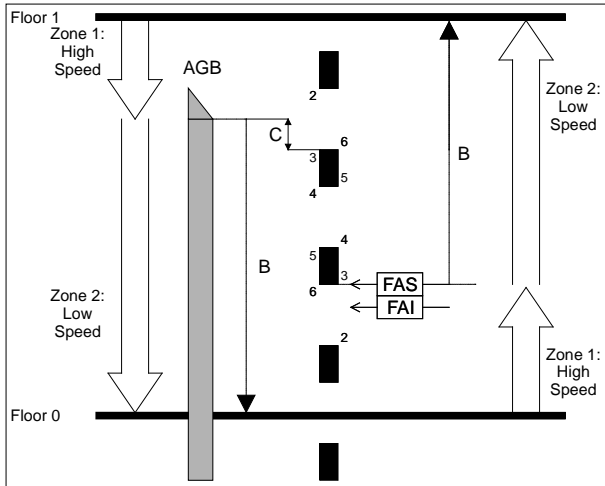 Floor 1
Zone 1:
High
Speed
AGB
2
C
6
3
5
4
B
Zone 2:
Low
Speed
B
4
5
3
6
FAS
FAI
2
Zone 2:
Low
Speed
Zone 1:
High
Speed
Floor 0